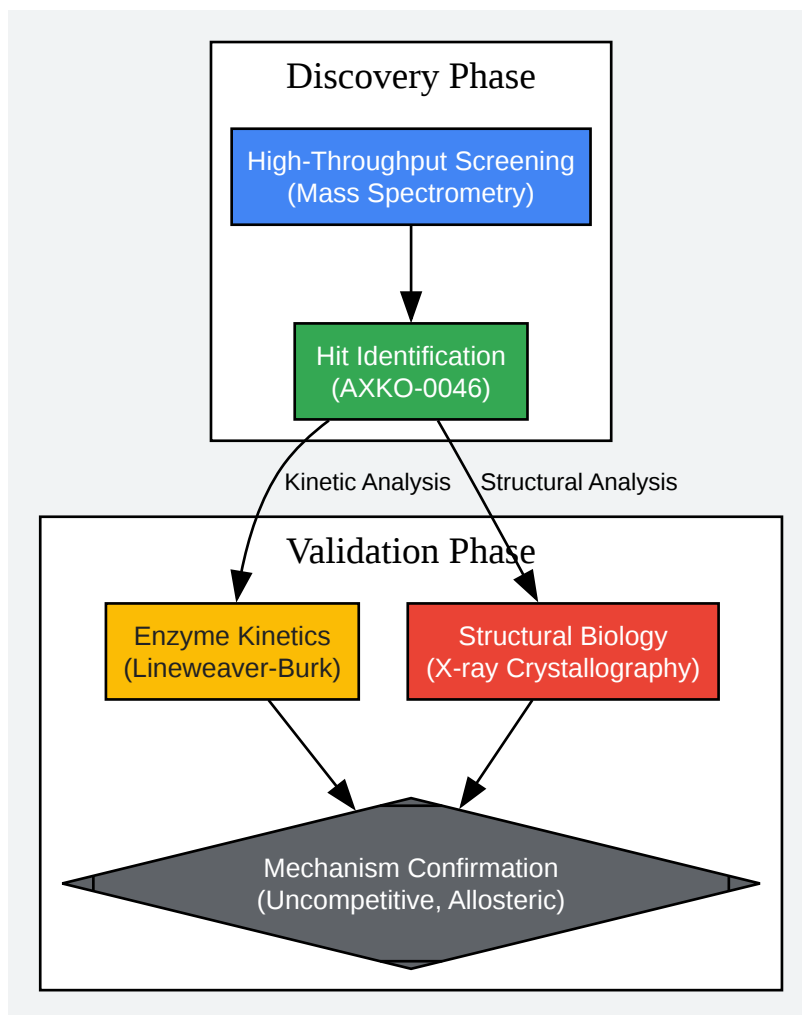 Discovery Phase
High-Throughput Screening
(Mass Spectrometry)
Hit Identification
(AXKO-0046)
Kinetic Analysis
Structural Analysis
Validation Phase
Enzyme Kinetics
(Lineweaver-Burk)
Structural Biology
(X-ray Crystallography)
Mechanism Confirmation
(Uncompetitive, Allosteric)